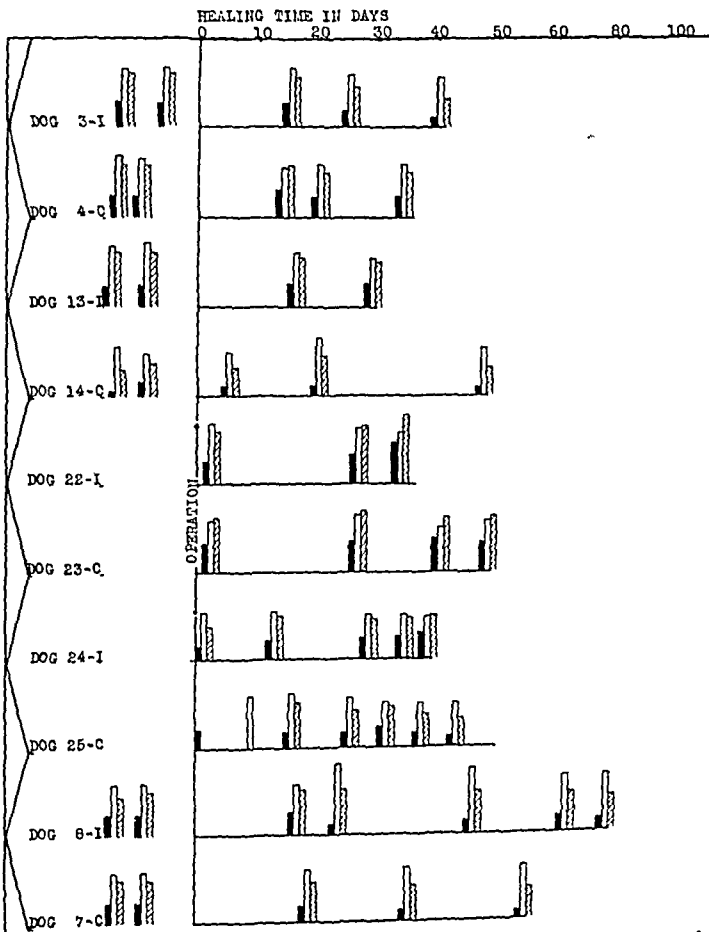 HEALING TIME IN DAYS
0 10 20 30 40 50 60 70 80 100
DOG 3-I
DOG 4-C
DOG 13-I
DOG 14-C
DOG 22-I
OPERATION
DOG 23-C
DOG 24-I
DOG 25-C
DOG 8-I
DOG 7-C